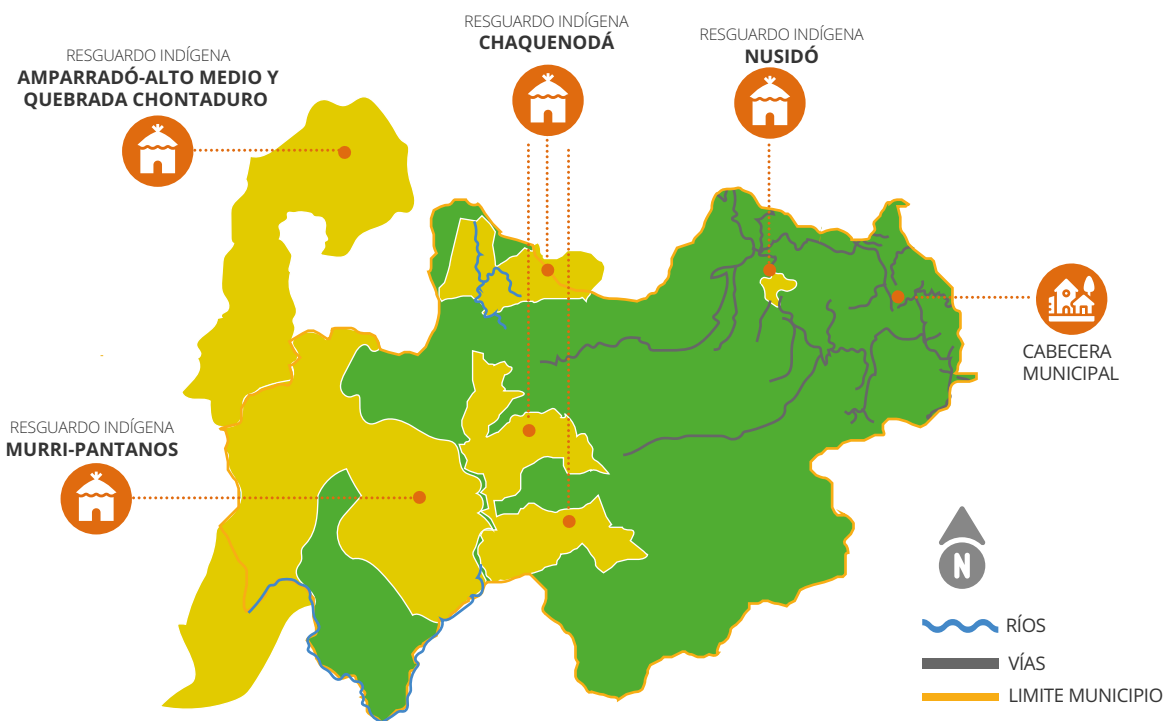 RESGUARDO INDÍGENA
CHAQUENODÁ
RESGUARDO INDÍGENA
NUSIDÓ
RESGUARDO INDÍGENA
AMPARRADÓ-ALTO MEDIO Y
QUEBRADA CHONTADURO
CABECERA
MUNICIPAL
RESGUARDO INDÍGENA
MURRI-PANTANOS
N
RÍOS
VÍAS
LIMITE MUNICIPIO